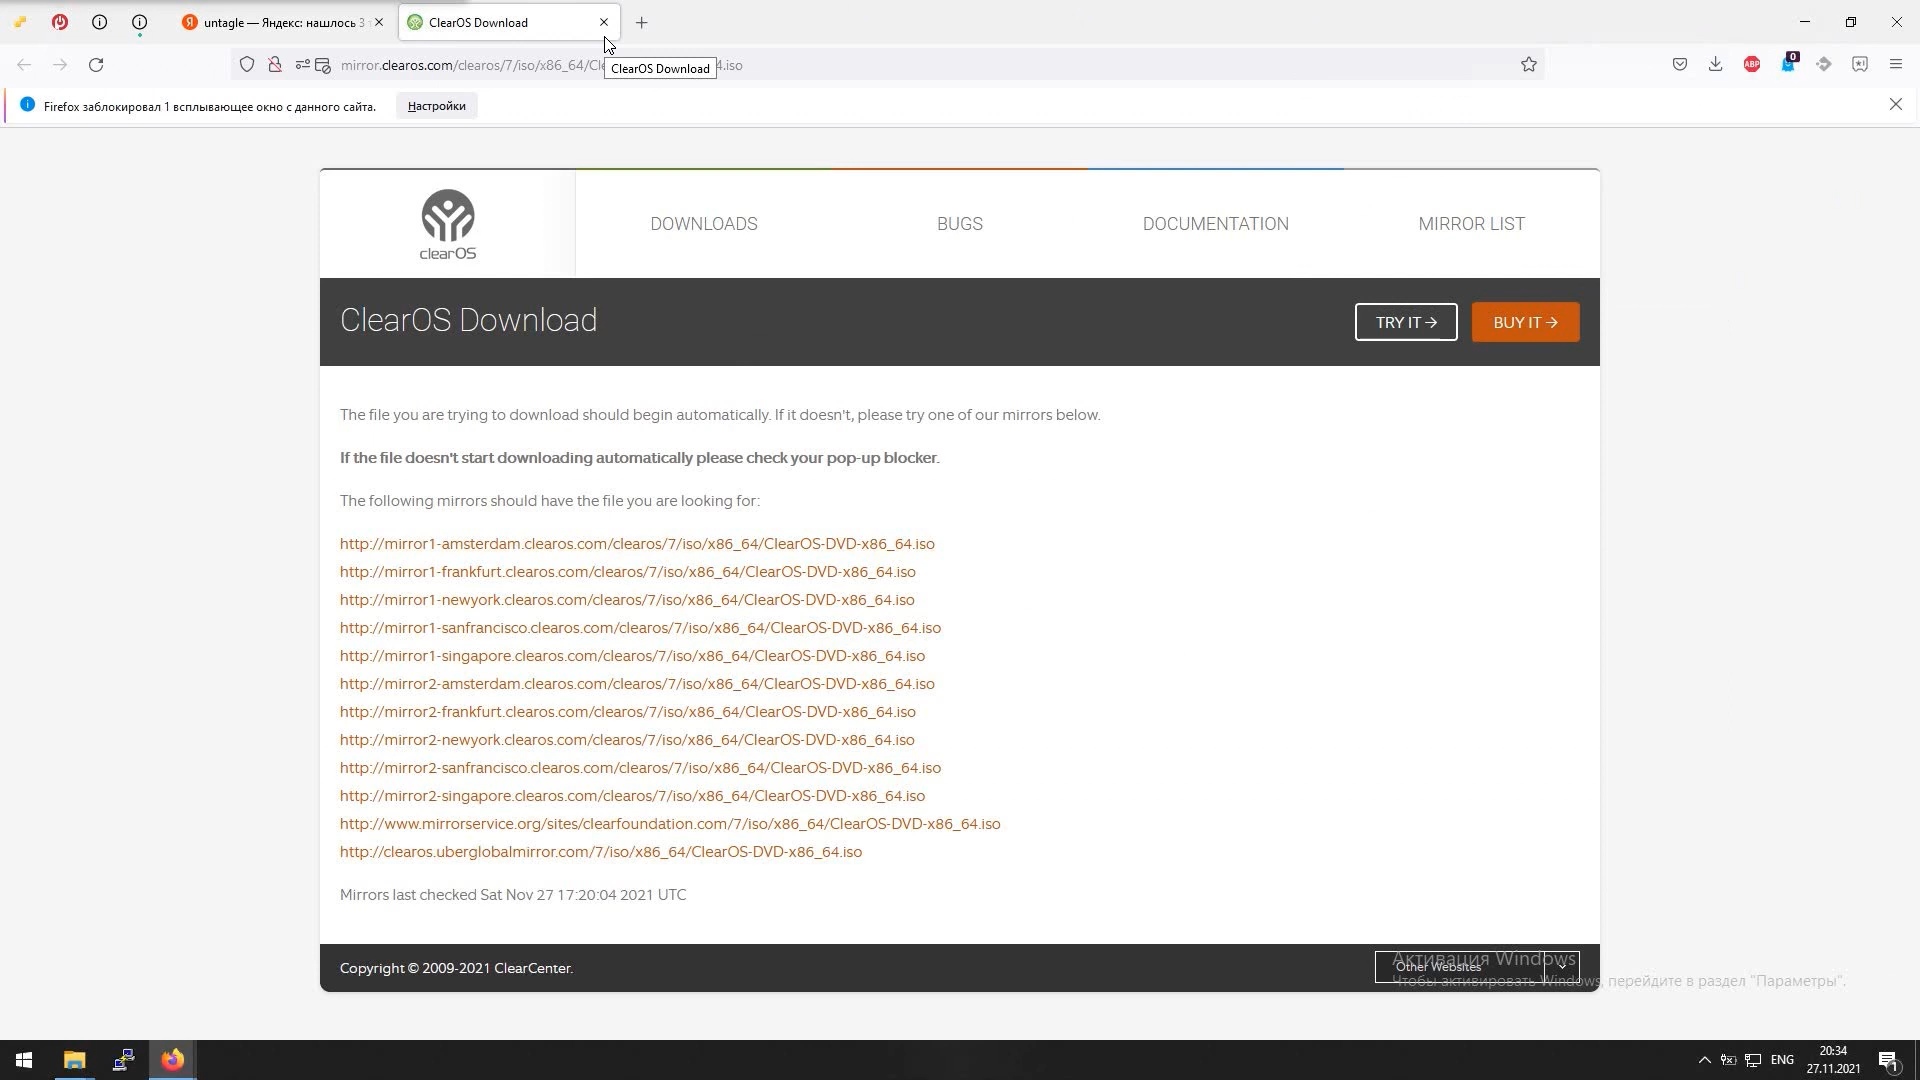 untagle — Яндекс: нашлось 3
ClearOS Download
mirror.clearos.com/clearos/7/iso/x86_64/Cle
4.iso
ClearOS Download
ABP
0
Firefox заблокировал 1 всплывающее окно с данного сайта.
Настройки
clearOS
DOWNLOADS
BUGS
DOCUMENTATION
MIRROR LIST
ClearOS Download
TRY IT →
BUY IT →
The file you are trying to download should begin automatically. If it doesn't, please try one of our mirrors below.
If the file doesn't start downloading automatically please check your pop-up blocker.
The following mirrors should have the file you are looking for:
http://mirror1-amsterdam.clearos.com/clearos/7/iso/x86_64/ClearOS-DVD-x86_64.iso
http://mirror1-frankfurt.clearos.com/clearos/7/iso/x86_64/ClearOS-DVD-x86_64.iso
http://mirror1-newyork.clearos.com/clearos/7/iso/x86_64/ClearOS-DVD-x86_64.iso
http://mirror1-sanfrancisco.clearos.com/clearos/7/iso/x86_64/ClearOS-DVD-x86_64.iso
http://mirror1-singapore.clearos.com/clearos/7/iso/x86_64/ClearOS-DVD-x86_64.iso
http://mirror2-amsterdam.clearos.com/clearos/7/iso/x86_64/ClearOS-DVD-x86_64.iso
http://mirror2-frankfurt.clearos.com/clearos/7/iso/x86_64/ClearOS-DVD-x86_64.iso
http://mirror2-newyork.clearos.com/clearos/7/iso/x86_64/ClearOS-DVD-x86_64.iso
http://mirror2-sanfrancisco.clearos.com/clearos/7/iso/x86_64/ClearOS-DVD-x86_64.iso
http://mirror2-singapore.clearos.com/clearos/7/iso/x86_64/ClearOS-DVD-x86_64.iso
http://www.mirrorservice.org/sites/clearfoundation.com/7/iso/x86_64/ClearOS-DVD-x86_64.iso
http://clearos.uberglobalmirror.com/7/iso/x86_64/ClearOS-DVD-x86_64.iso
Mirrors last checked Sat Nov 27 17:20:04 2021 UTC
Copyright © 2009-2021 ClearCenter.
Other Websites
Активация Windows
Чтобы активировать Windows, перейдите в раздел "Параметры".
ENG
20:34
27.11.2021
1